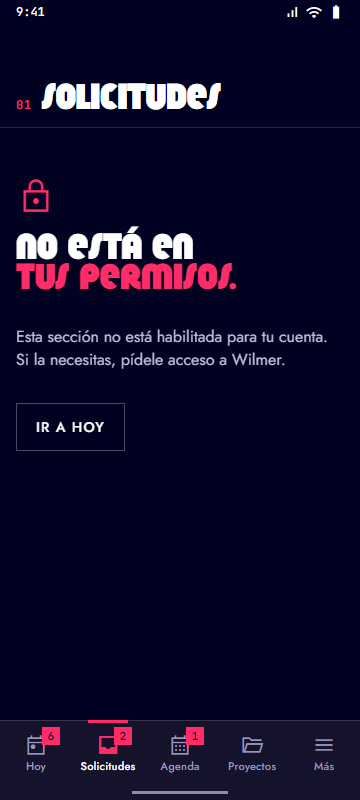 9:41
01 SOLICITUDES
NO ESTÁ EN
TUS PERMISOS.
Esta sección no está habilitada para tu cuenta.
Si la necesitas, pídele acceso a Wilmer.
IR A HOY
6
2
1
Hoy
Solicitudes
Agenda
Proyectos
Más